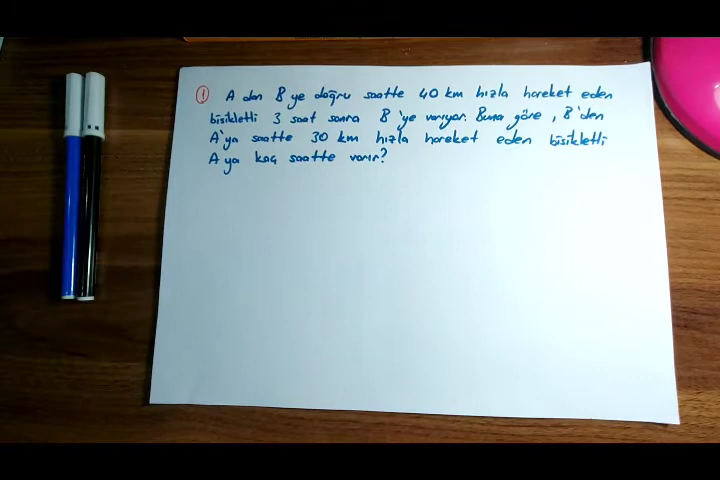 1 A dan B ye doğru saatte 40 km hızla hareket eden
bisikletli 3 saat sonra B'ye varıyor. Buna göre, B'den
A'ya saatte 30 km hızla hareket eden bisikletli
A ya kaç saatte varır?